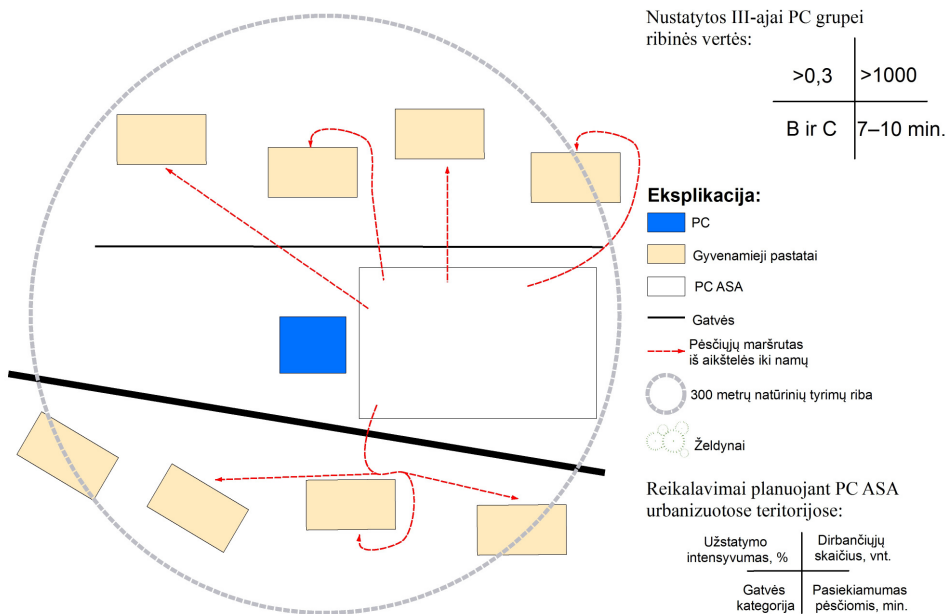 Nustatytos III-ajai PC grupei
ribinės vertės:
>0,3
>1000
B ir C
7–10 min.
Eksplikacija:
PC
Gyvenamieji pastatai
PC ASA
Gatvės
Pėsčiųjų maršrutas
iš aikštelės iki namų
300 metrų natūrinių tyrimų riba
Želdynai
Reikalavimai planuojant PC ASA
urbanizuotose teritorijose:
Užstatymo
intensyvumas, %
Dirbančiųjų
skaičius, vnt.
Gatvės
kategorija
Pasiekiamumas
pėsčiomis, min.